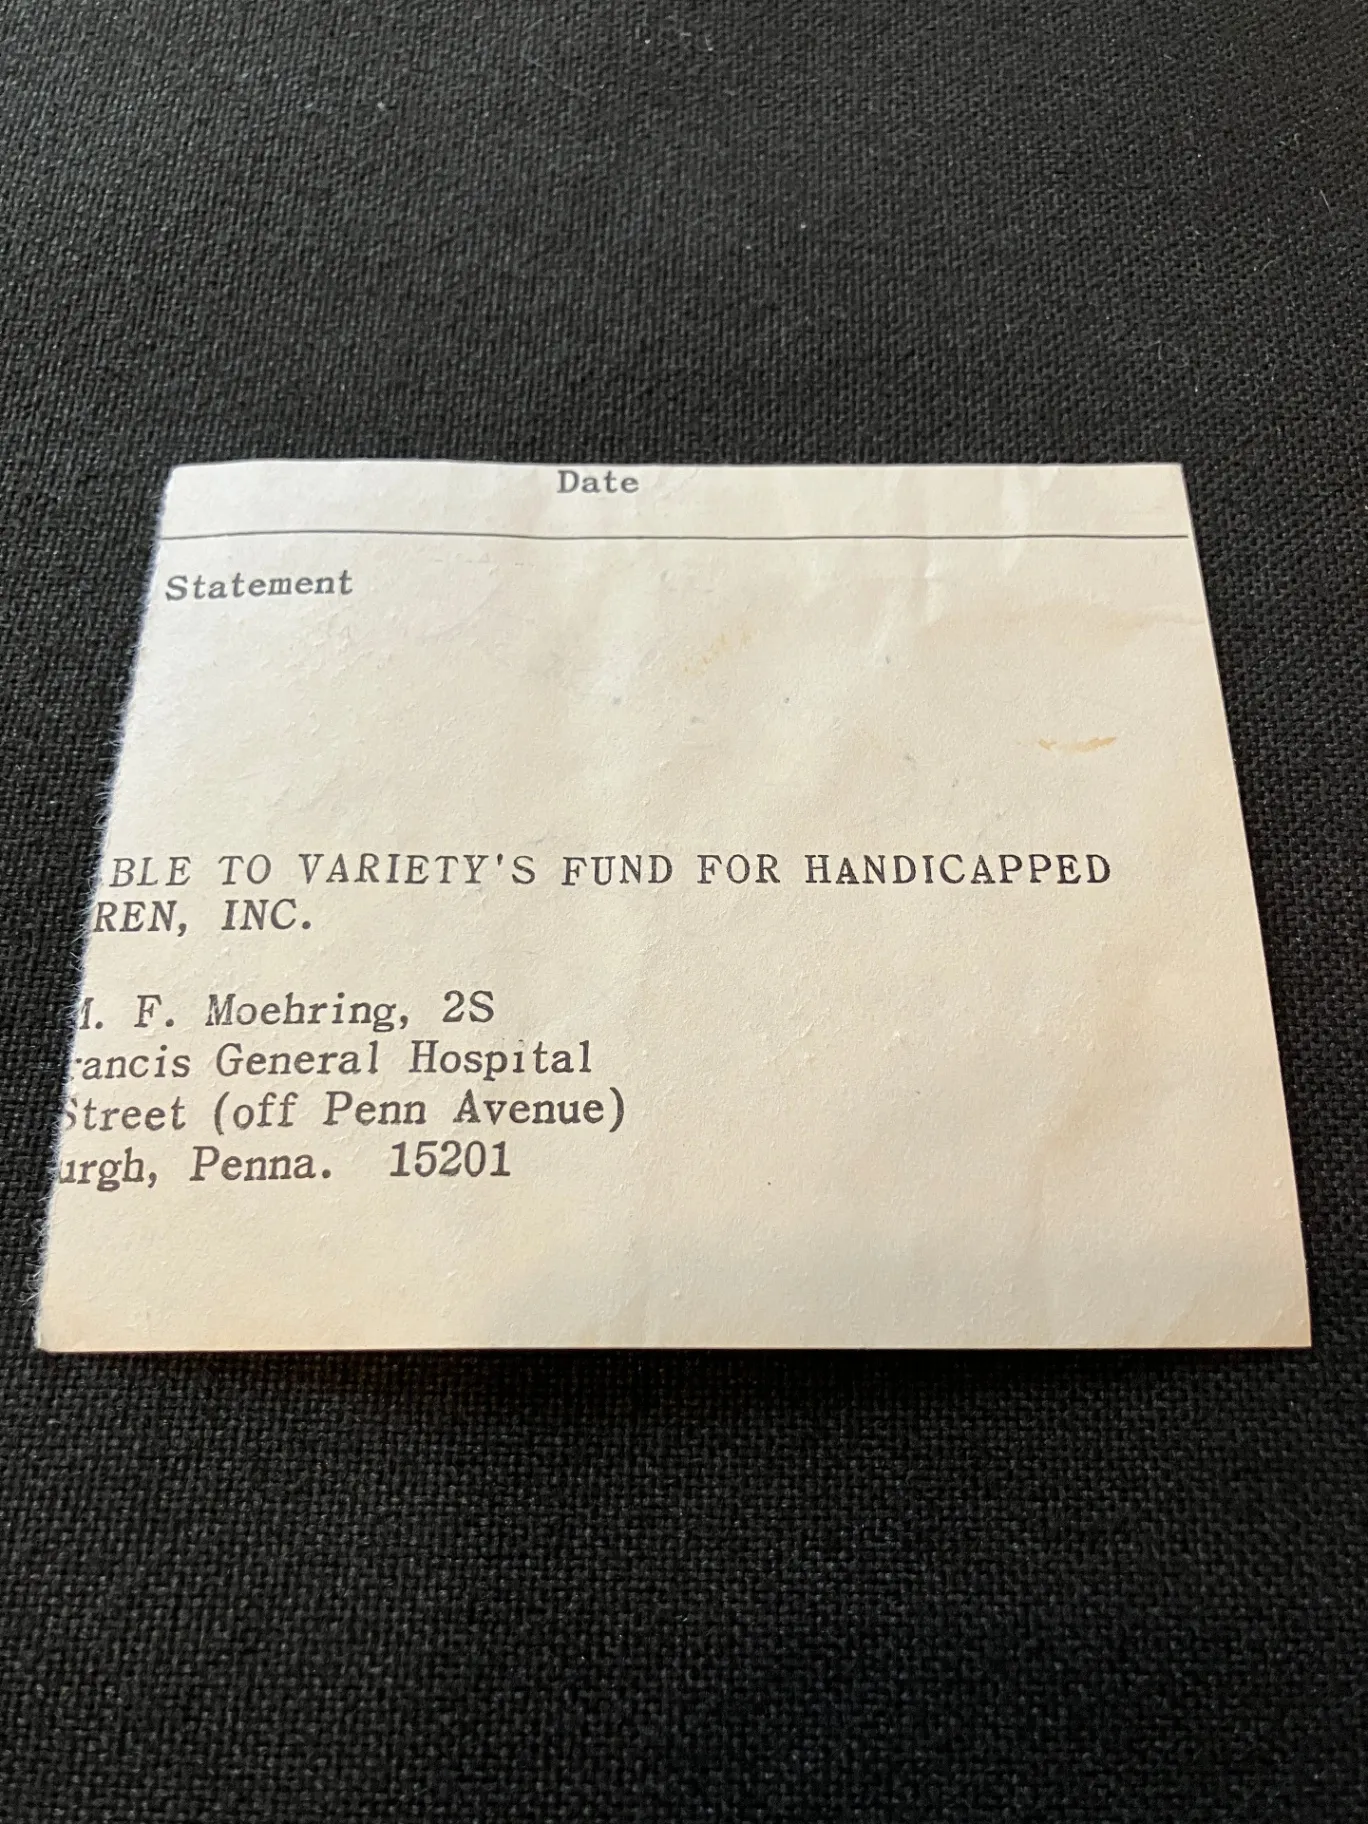 Date
Statement
BLE TO VARIETY'S FUND FOR HANDICAPPED
REN, INC.
M. F. Moehring, 2S
rancis General Hospital
Street (off Penn Avenue)
urgh, Penna. 15201